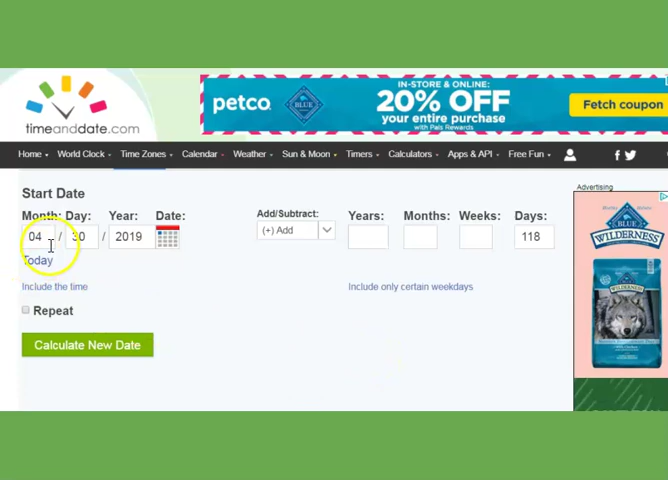 IN-STORE & ONLINE:
petco BLUE 20% OFF Fetch coupon
your entire purchase
with Pals Rewards
timeanddate.com
Home World Clock Time Zones Calendar Weather Sun & Moon Timers Calculators Apps & API Free Fun
Start Date
Month: Day: Year: Date: Add/Subtract: Years: Months: Weeks: Days:
04 / 30 / 2019 (+) Add 118
Today
Include the time Include only certain weekdays
Repeat
Calculate New Date
Advertising
BLUE
WILDERNESS